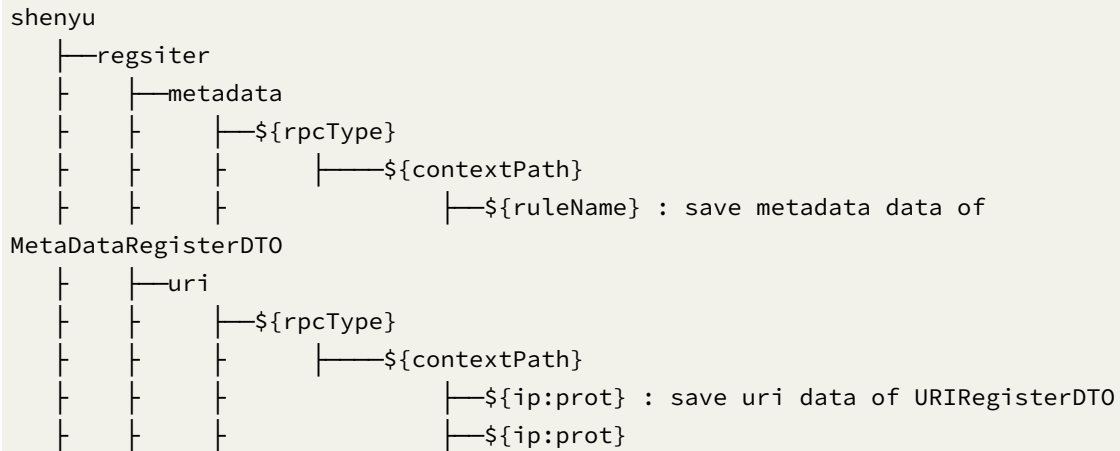 shenyu
   ├──regsiter
   ├    ├──metadata
   ├    ├     ├──${rpcType}
   ├    ├     ├      ├────${contextPath}
   ├    ├     ├               ├──${ruleName} : save metadata data of
MetaDataRegisterDTO
   ├    ├──uri
   ├    ├     ├──${rpcType}
   ├    ├     ├      ├────${contextPath}
   ├    ├     ├               ├──${ip:prot} : save uri data of URIRegisterDTO
   ├    ├     ├               ├──${ip:prot}